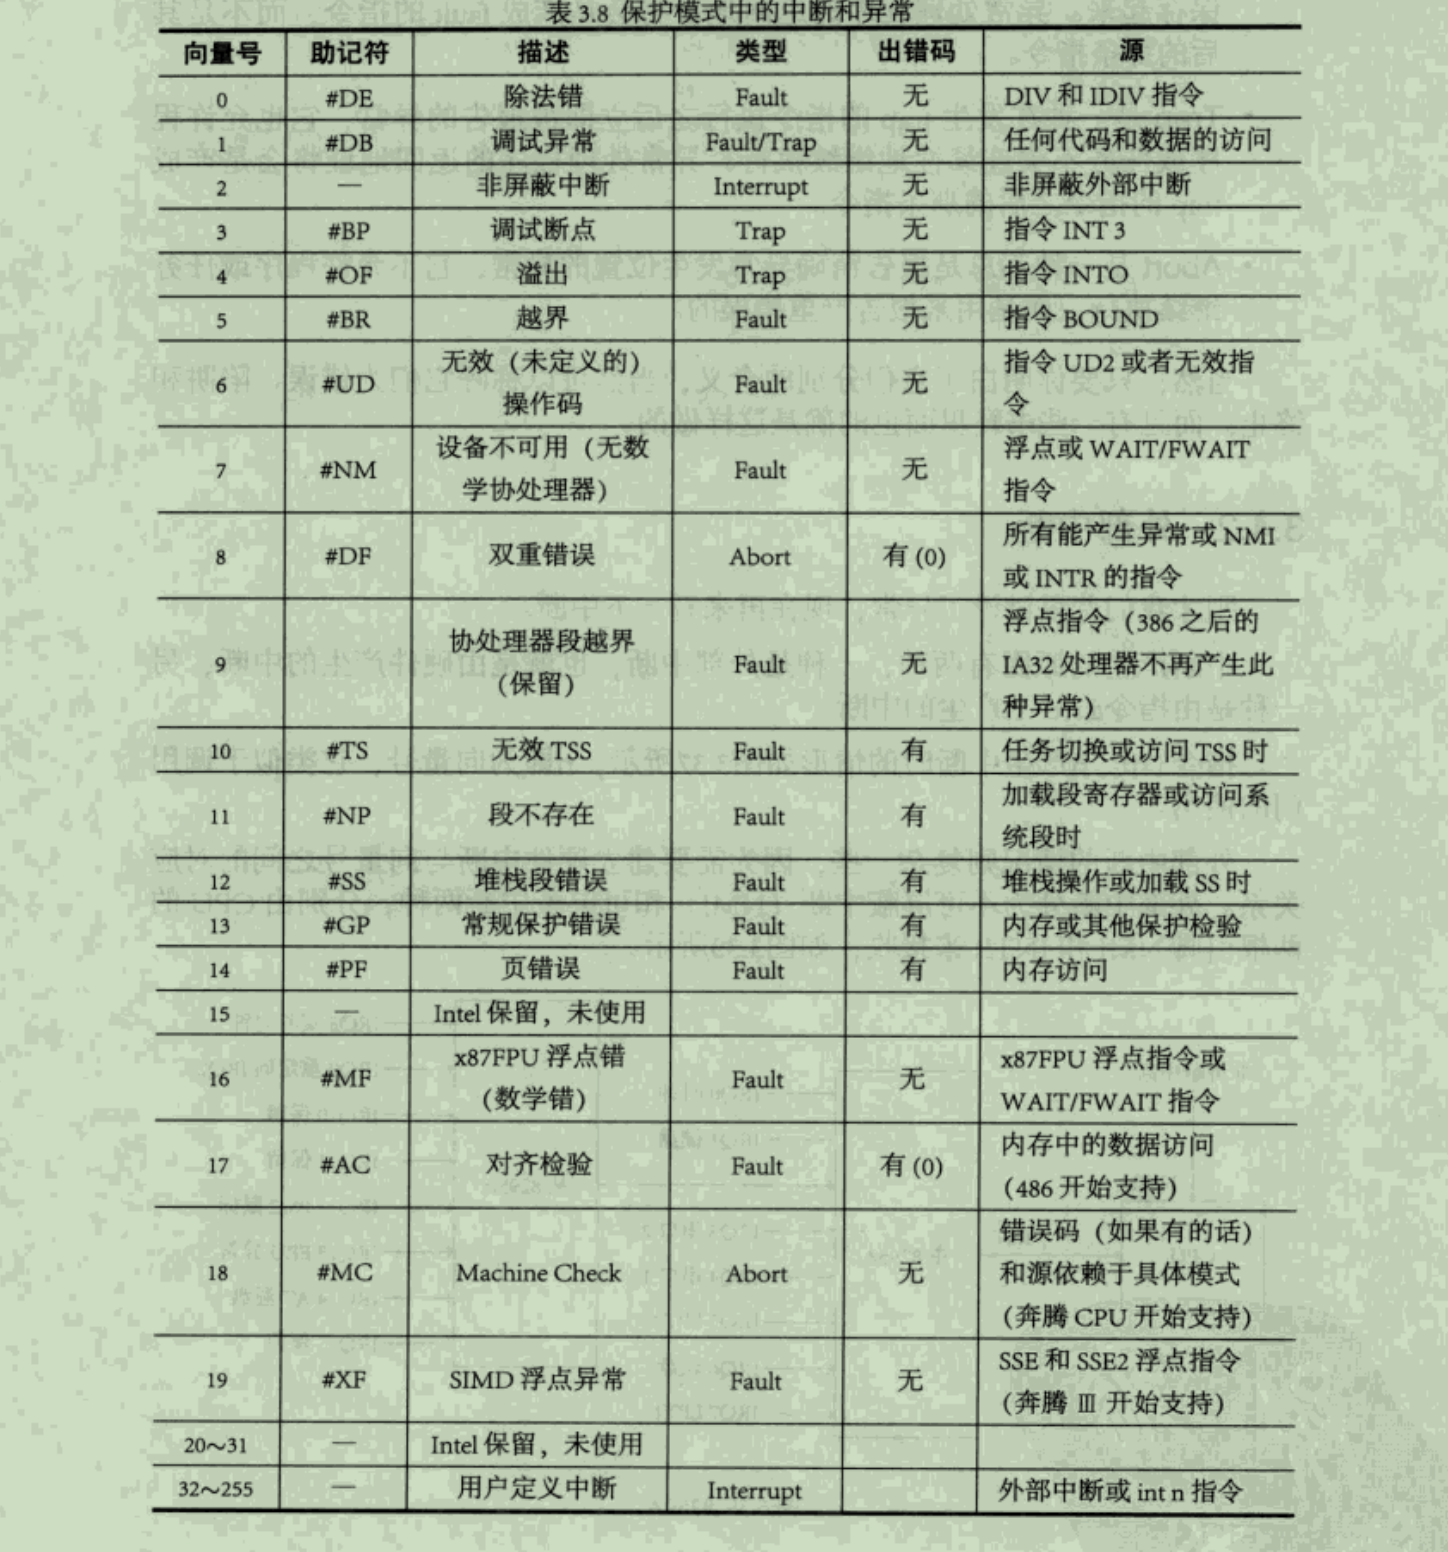 表 3.8 保护模式中的中断和异常
向量号 助记符 描述 类型 出错码 源
0 #DE 除法错 Fault 无 DIV 和 IDIV 指令
1 #DB 调试异常 Fault/Trap 无 任何代码和数据的访问
2 — 非屏蔽中断 Interrupt 无 非屏蔽外部中断
3 #BP 调试断点 Trap 无 指令 INT 3
4 #OF 溢出 Trap 无 指令 INTO
5 #BR 越界 Fault 无 指令 BOUND
6 #UD 无效（未定义的） Fault 无 指令 UD2 或者无效指
操作码 令
7 #NM 设备不可用（无数 Fault 无 浮点或 WAIT/FWAIT
学协处理器） 指令
8 #DF 双重错误 Abort 有 (0) 所有能产生异常或 NMI
或 INTR 的指令
9 协处理器段越界 Fault 无 浮点指令（386 之后的
（保留） IA32 处理器不再产生此
种异常）
10 #TS 无效 TSS Fault 有 任务切换或访问 TSS 时
11 #NP 段不存在 Fault 有 加载段寄存器或访问系
统段时
12 #SS 堆栈段错误 Fault 有 堆栈操作或加载 SS 时
13 #GP 常规保护错误 Fault 有 内存或其他保护检验
14 #PF 页错误 Fault 有 内存访问
15 — Intel 保留，未使用
16 #MF x87FPU 浮点错 Fault 无 x87FPU 浮点指令或
（数学错） WAIT/FWAIT 指令
17 #AC 对齐检验 Fault 有 (0) 内存中的数据访问
（486 开始支持）
18 #MC Machine Check Abort 无 错误码（如果有的话）
和源依赖于具体模式
（奔腾 CPU 开始支持）
19 #XF SIMD 浮点异常 Fault 无 SSE 和 SSE2 浮点指令
（奔腾 Ⅲ 开始支持）
20～31 — Intel 保留，未使用
32～255 — 用户定义中断 Interrupt 外部中断或 int n 指令